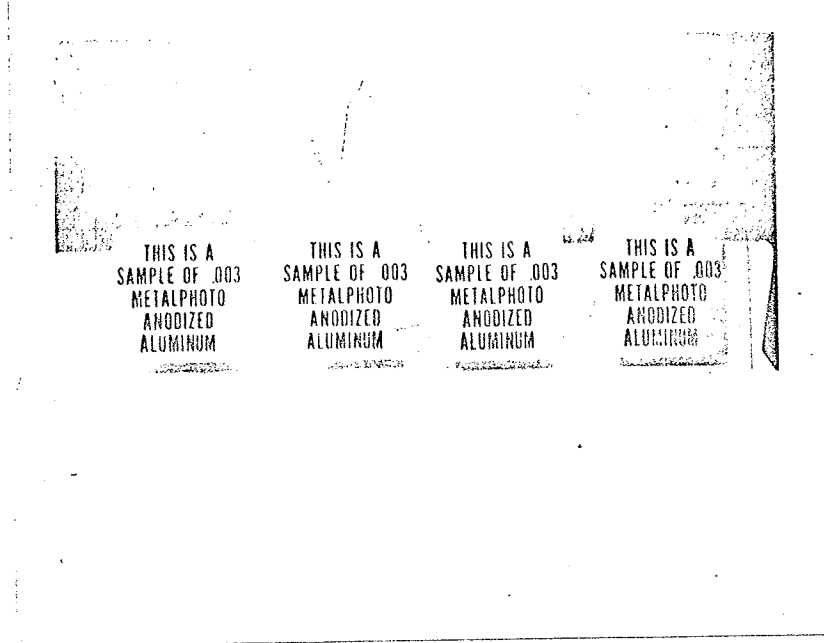 THIS IS A
SAMPLE OF .003
METALPHOTO
ANODIZED
ALUMINUM
THIS IS A
SAMPLE OF 003
METALPHOTO
ANODIZED
ALUMINUM
THIS IS A
SAMPLE OF .003
METALPHOTO
ANODIZED
ALUMINUM
THIS IS A
SAMPLE OF .003
METALPHOTO
ANODIZED
ALUMINUM